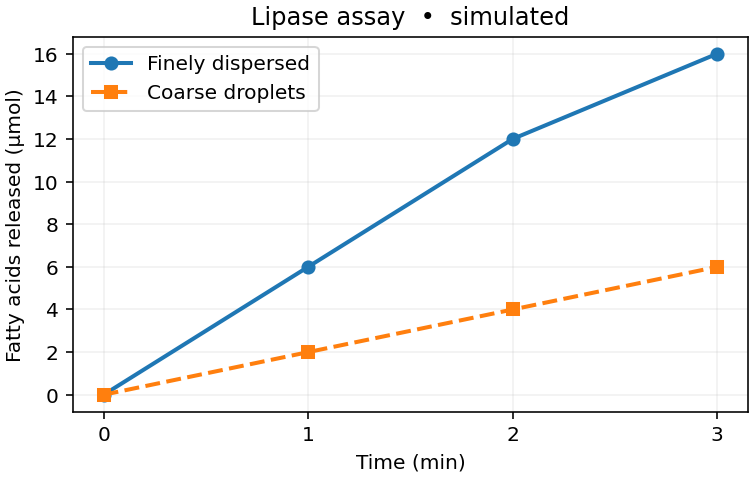 Lipase assay • simulated
Finely dispersed
Coarse droplets
Fatty acids released (µmol)
16
14
12
10
8
6
4
2
0
0 1 2 3
Time (min)